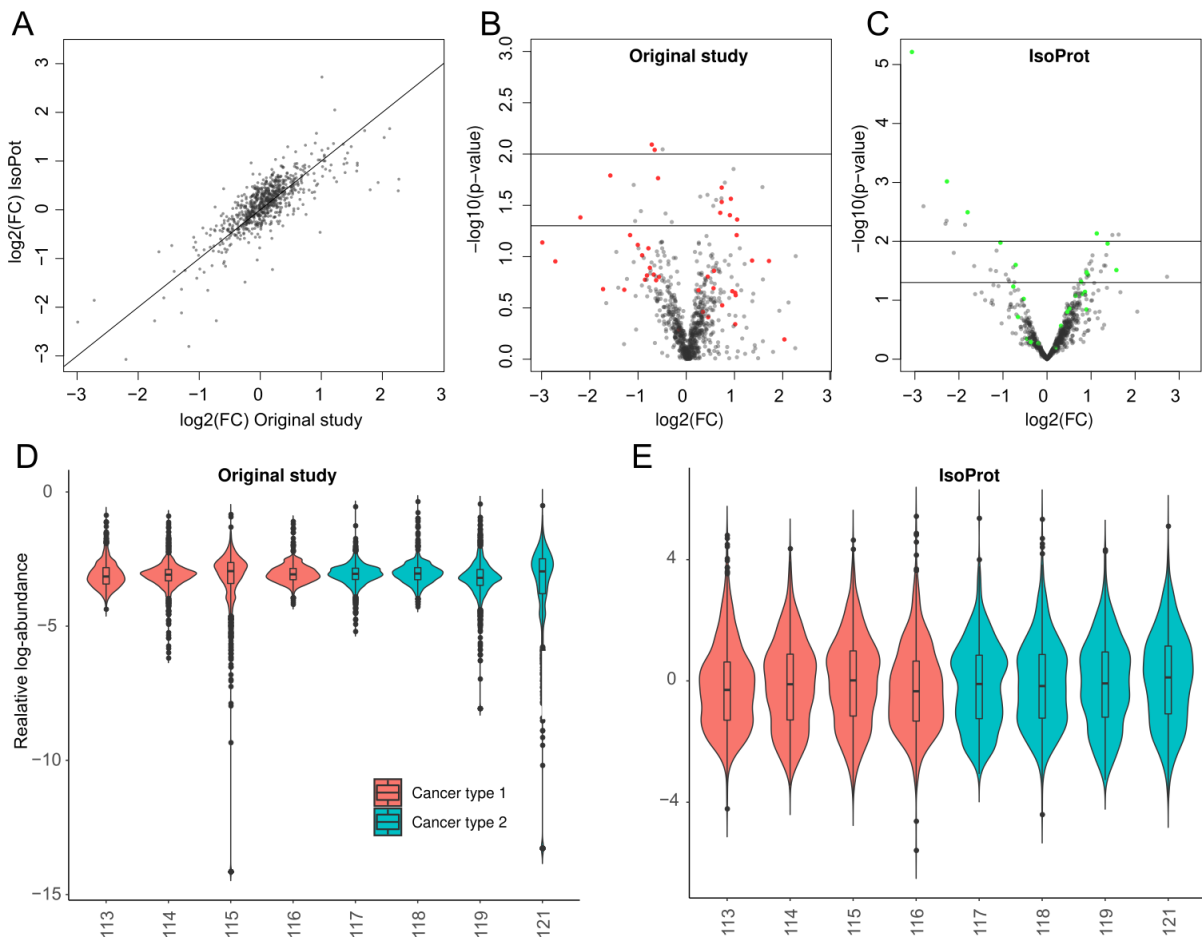 A
log2(FC) IsoPot
3
2
1
0
−1
−2
−3
−3 −2 −1 0 1 2 3
log2(FC) Original study
B
Original study
−log10(p-value)
3.0
2.5
2.0
1.5
1.0
0.5
0.0
−3 −2 −1 0 1 2 3
log2(FC)
C
IsoProt
−log10(p-value)
5
4
3
2
1
0
−3 −2 −1 0 1 2 3
log2(FC)
D
Original study
Realative log-abundance
0
−5
−10
−15
Cancer type 1
Cancer type 2
113 114 115 116 117 118 119 121
E
IsoProt
4
0
−4
113 114 115 116 117 118 119 121